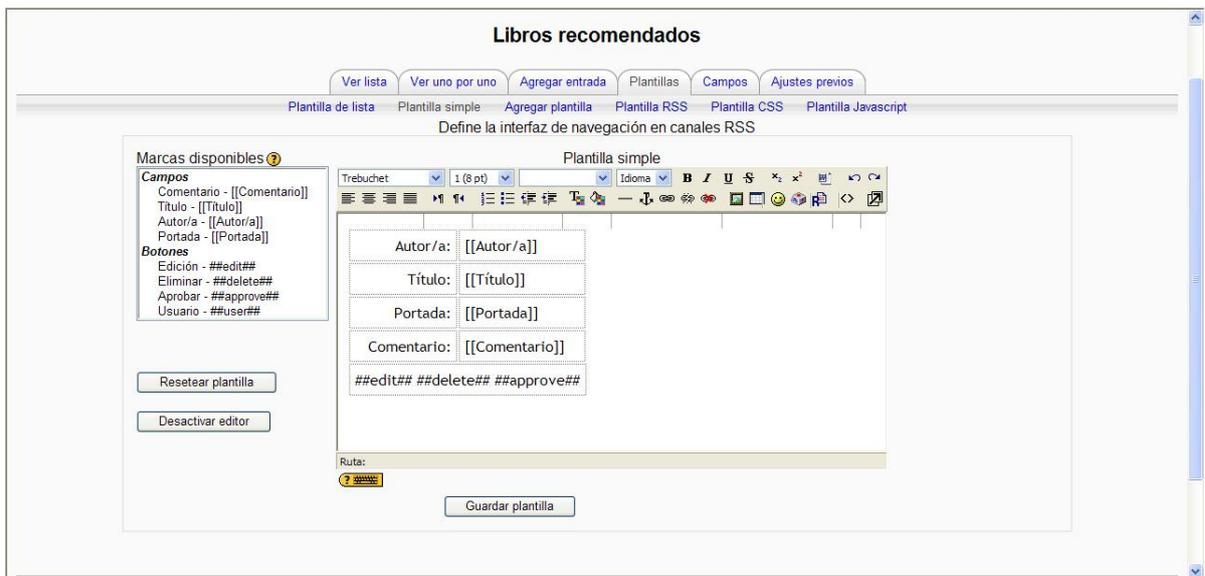 Libros recomendados
Ver lista Ver uno por uno Agregar entrada Plantillas Campos Ajustes previos
Plantilla de lista Plantilla simple Agregar plantilla Plantilla RSS Plantilla CSS Plantilla Javascript
Define la interfaz de navegación en canales RSS
Marcas disponibles ?
Campos
Comentario - [[Comentario]]
Título - [[Título]]
Autor/a - [[Autor/a]]
Portada - [[Portada]]
Botones
Edición - ##edit##
Eliminar - ##delete##
Aprobar - ##approve##
Usuario - ##user##
Resetear plantilla
Desactivar editor
Plantilla simple
Trebuchet 1 (8 pt) Idioma B I U S x₂ x²
Autor/a: [[Autor/a]]
Título: [[Título]]
Portada: [[Portada]]
Comentario: [[Comentario]]
##edit## ##delete## ##approve##
Ruta:
?
Guardar plantilla